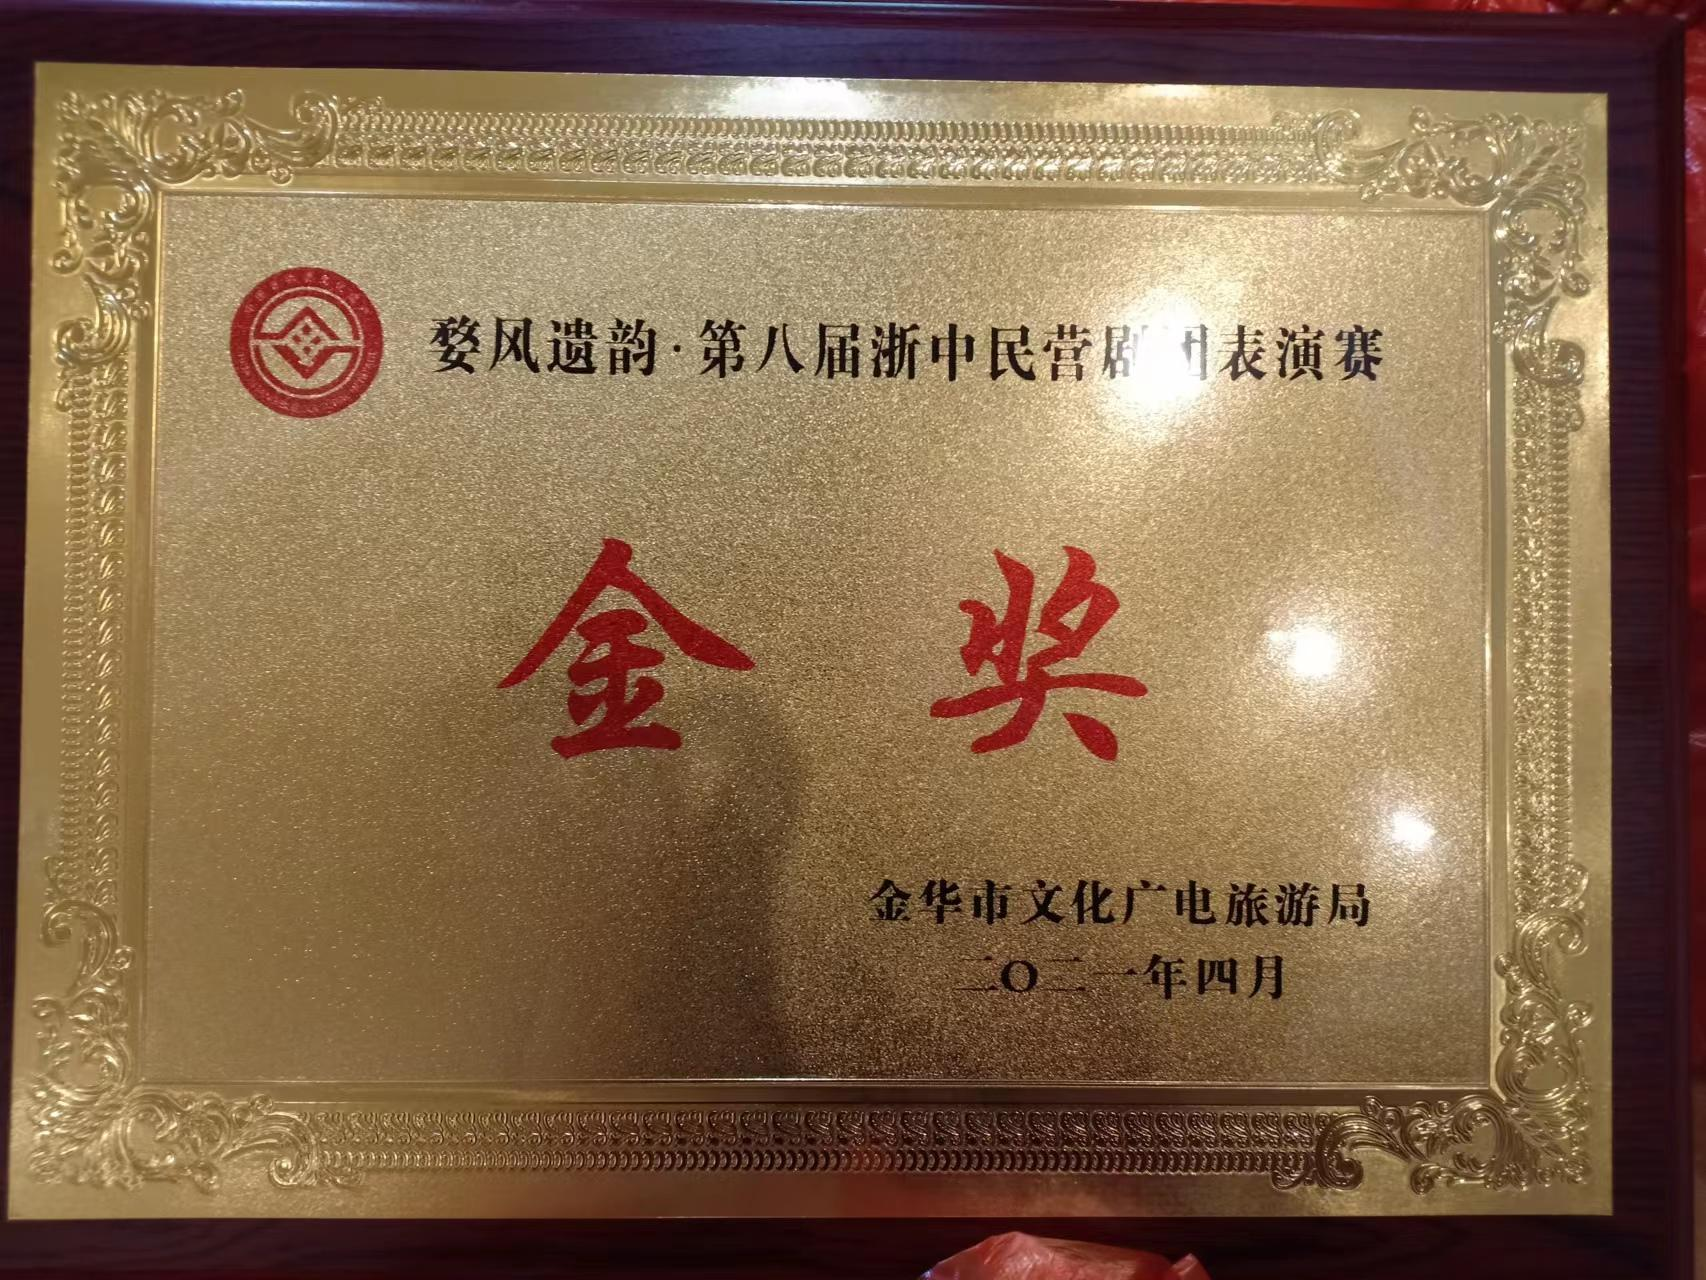 婺风遗韵·第八届浙中民营剧团表演赛
金奖
金华市文化广电旅游局
二〇二一年四月